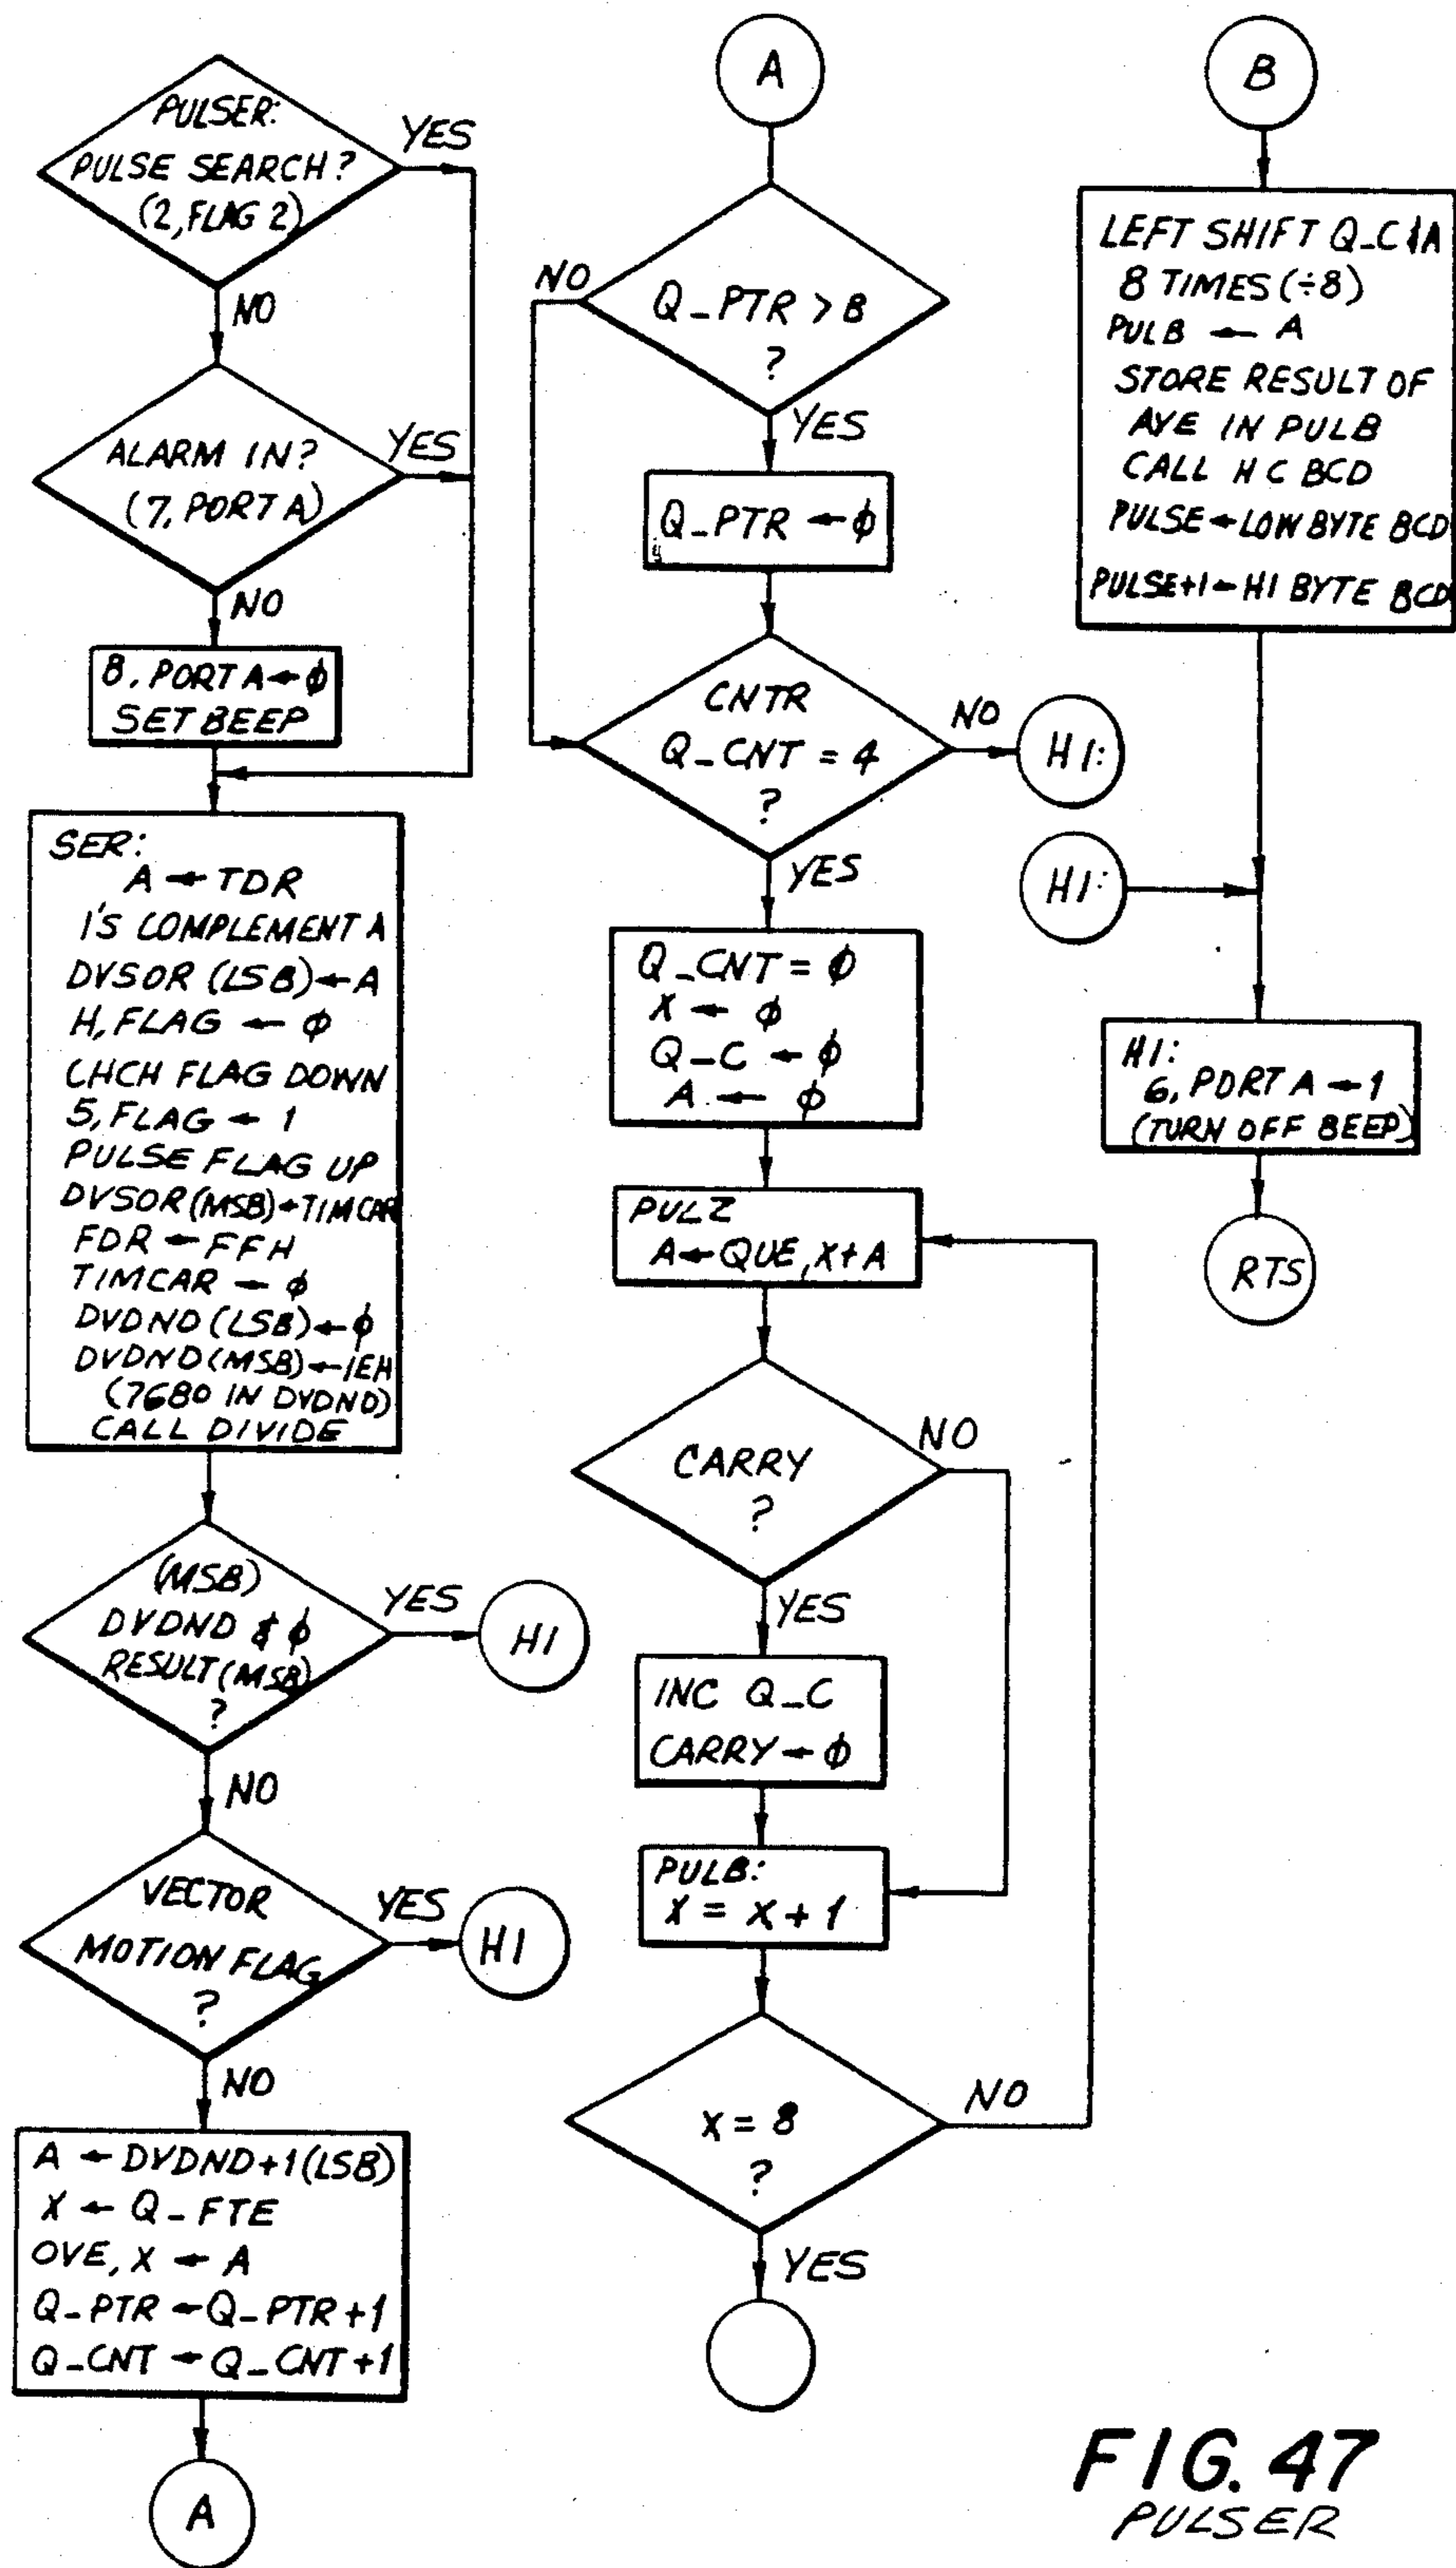 PULSER:
PULSE SEARCH?
(2, FLAG 2)
YES
NO
ALARM IN?
(7, PORT A)
YES
NO
8, PORT A ← ϕ
SET BEEP
SER:
A ← TDR
1'S COMPLEMENT A
DVSOR (LSB) ← A
H, FLAG ← ϕ
CHCH FLAG DOWN
5, FLAG ← 1
PULSE FLAG UP
DVSOR (MSB) ← TIMCAR
FDR ← FFH
TIMCAR ← ϕ
DVDND (LSB) ← ϕ
DVDND (MSB) ← 1EH
(7680 IN DVDND)
CALL DIVIDE
(MSB)
DVDND ≠ ϕ
RESULT (MSB)
?
YES
HI
NO
VECTOR
MOTION FLAG
?
YES
HI
NO
A ← DVDND+1 (LSB)
X ← Q_FTE
OVE, X ← A
Q_PTR ← Q_PTR +1
Q_CNT ← Q_CNT +1
A
A
Q_PTR > 8
?
NO
YES
Q_PTR ← ϕ
CNTR
Q_CNT = 4
?
NO
HI:
YES
Q_CNT = ϕ
X ← ϕ
Q_C ← ϕ
A ← ϕ
PULZ
A ← QUE, X + A
CARRY
?
NO
YES
INC Q_C
CARRY ← ϕ
PULB:
X = X + 1
X = 8
?
NO
YES
B
LEFT SHIFT Q_C & A
8 TIMES (÷8)
PULB ← A
STORE RESULT OF
AVE IN PULB
CALL H C BCD
PULSE ← LOW BYTE BCD
PULSE+1 ← HI BYTE BCD
HI:
HI:
6, PORT A ← 1
(TURN OFF BEEP)
RTS
FIG. 47
PULSER